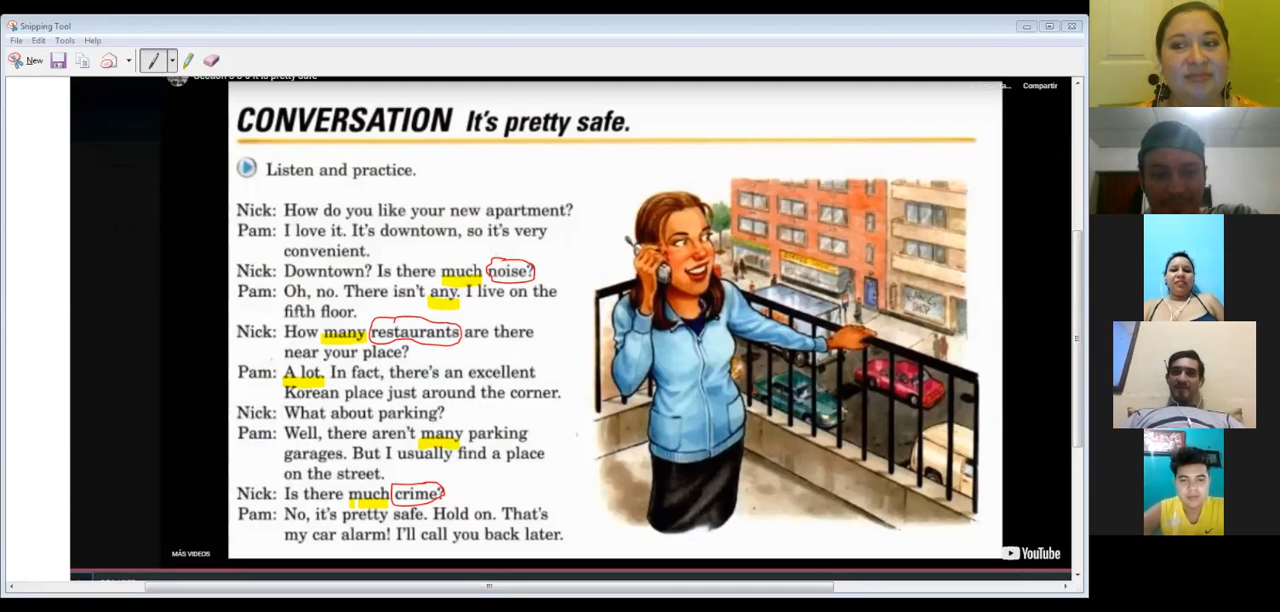 Snipping Tool
File Edit Tools Help
New
Compartir
CONVERSATION It's pretty safe.
Listen and practice.
Nick: How do you like your new apartment?
Pam: I love it. It's downtown, so it's very
convenient.
Nick: Downtown? Is there much noise?
Pam: Oh, no. There isn't any. I live on the
fifth floor.
Nick: How many restaurants are there
near your place?
Pam: A lot. In fact, there's an excellent
Korean place just around the corner.
Nick: What about parking?
Pam: Well, there aren't many parking
garages. But I usually find a place
on the street.
Nick: Is there much crime?
Pam: No, it's pretty safe. Hold on. That's
my car alarm! I'll call you back later.
MÁS VIDEOS
YouTube